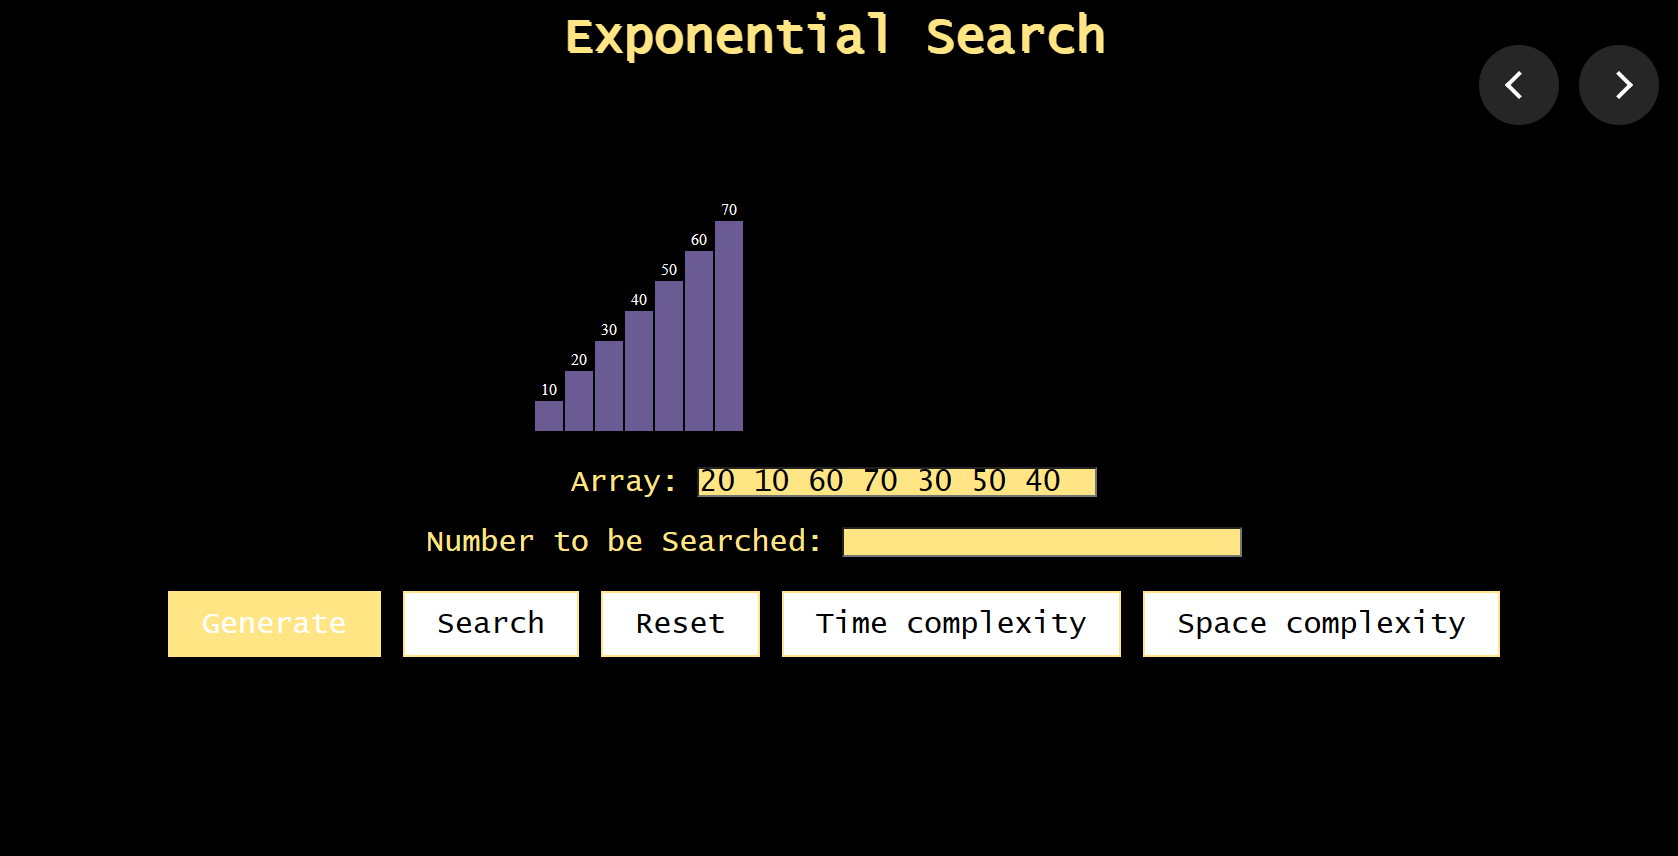 Exponential Search
70
60
50
40
30
20
10
Array: 20 10 60 70 30 50 40
Number to be Searched:
Generate Search Reset Time complexity Space complexity